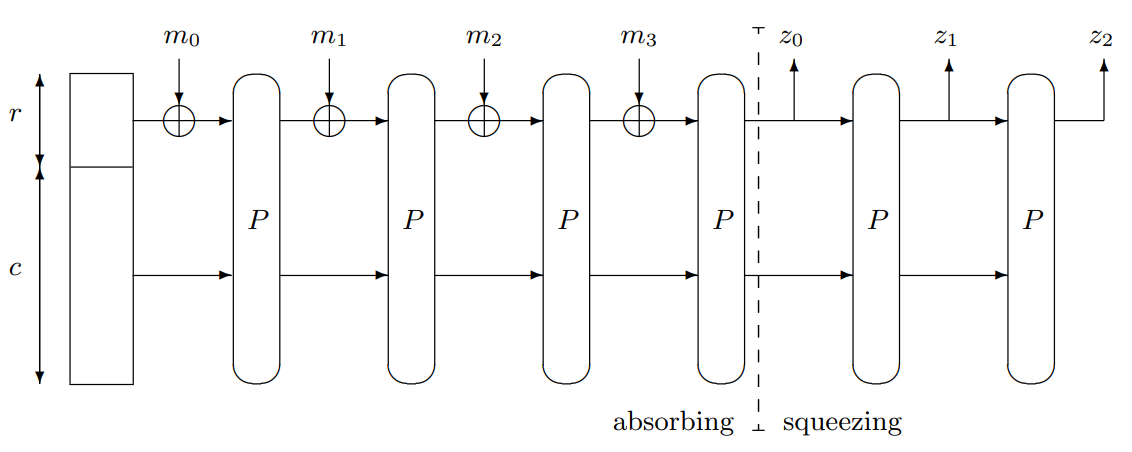 m₀ m₁ m₂ m₃ z₀ z₁ z₂
r
P P P P P P
c
absorbing squeezing